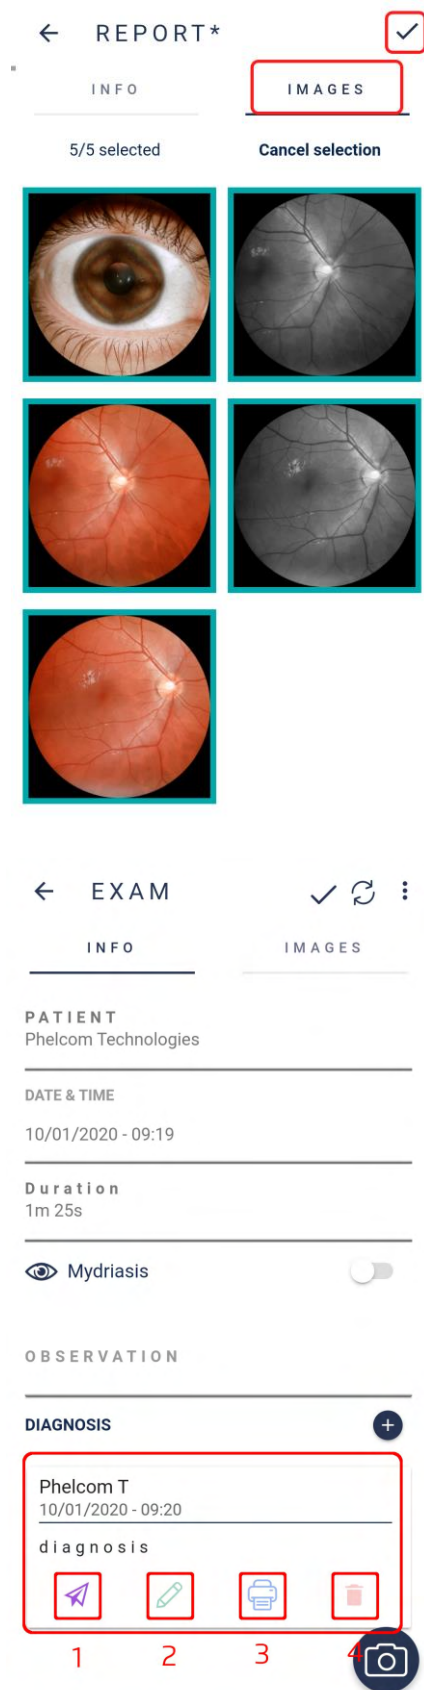 REPORT*
INFO IMAGES
5/5 selected Cancel selection
EXAM
INFO IMAGES
PATIENT
Phelcom Technologies
DATE & TIME
10/01/2020 - 09:19
Duration
1m 25s
Mydriasis
OBSERVATION
DIAGNOSIS
Phelcom T
10/01/2020 - 09:20
diagnosis
1 2 3 4